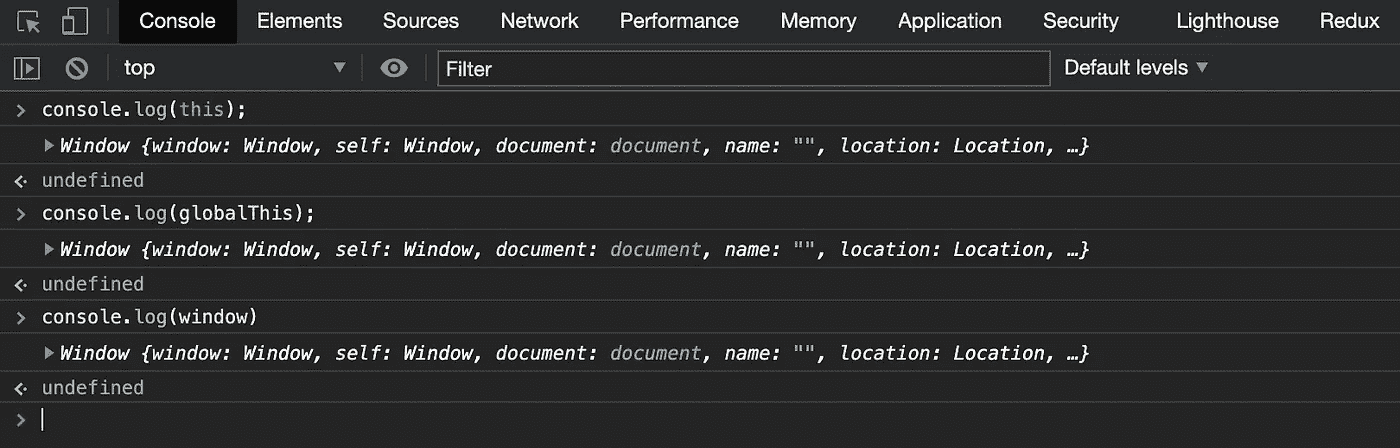 Console Elements Sources Network Performance Memory Application Security Lighthouse Redux
top Filter Default levels
console.log(this);
Window {window: Window, self: Window, document: document, name: "", location: Location, …}
undefined
console.log(globalThis);
Window {window: Window, self: Window, document: document, name: "", location: Location, …}
undefined
console.log(window)
Window {window: Window, self: Window, document: document, name: "", location: Location, …}
undefined